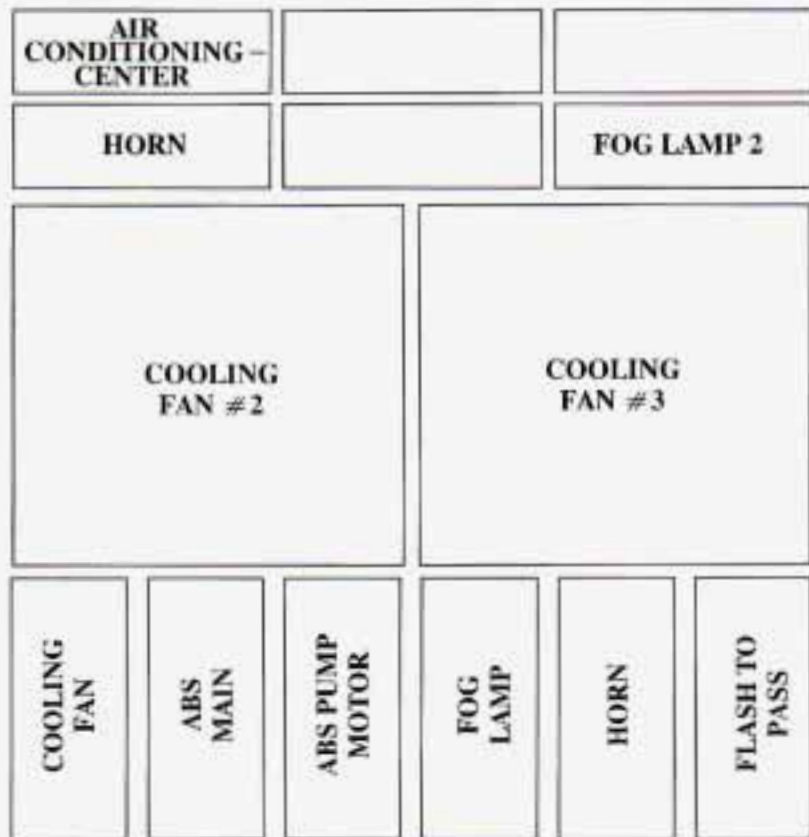 AIR
CONDITIONING –
CENTER
HORN
FOG LAMP 2
COOLING
FAN #2
COOLING
FAN #3
COOLING
FAN
ABS
MAIN
ABS PUMP
MOTOR
FOG
LAMP
HORN
FLASH TO
PASS